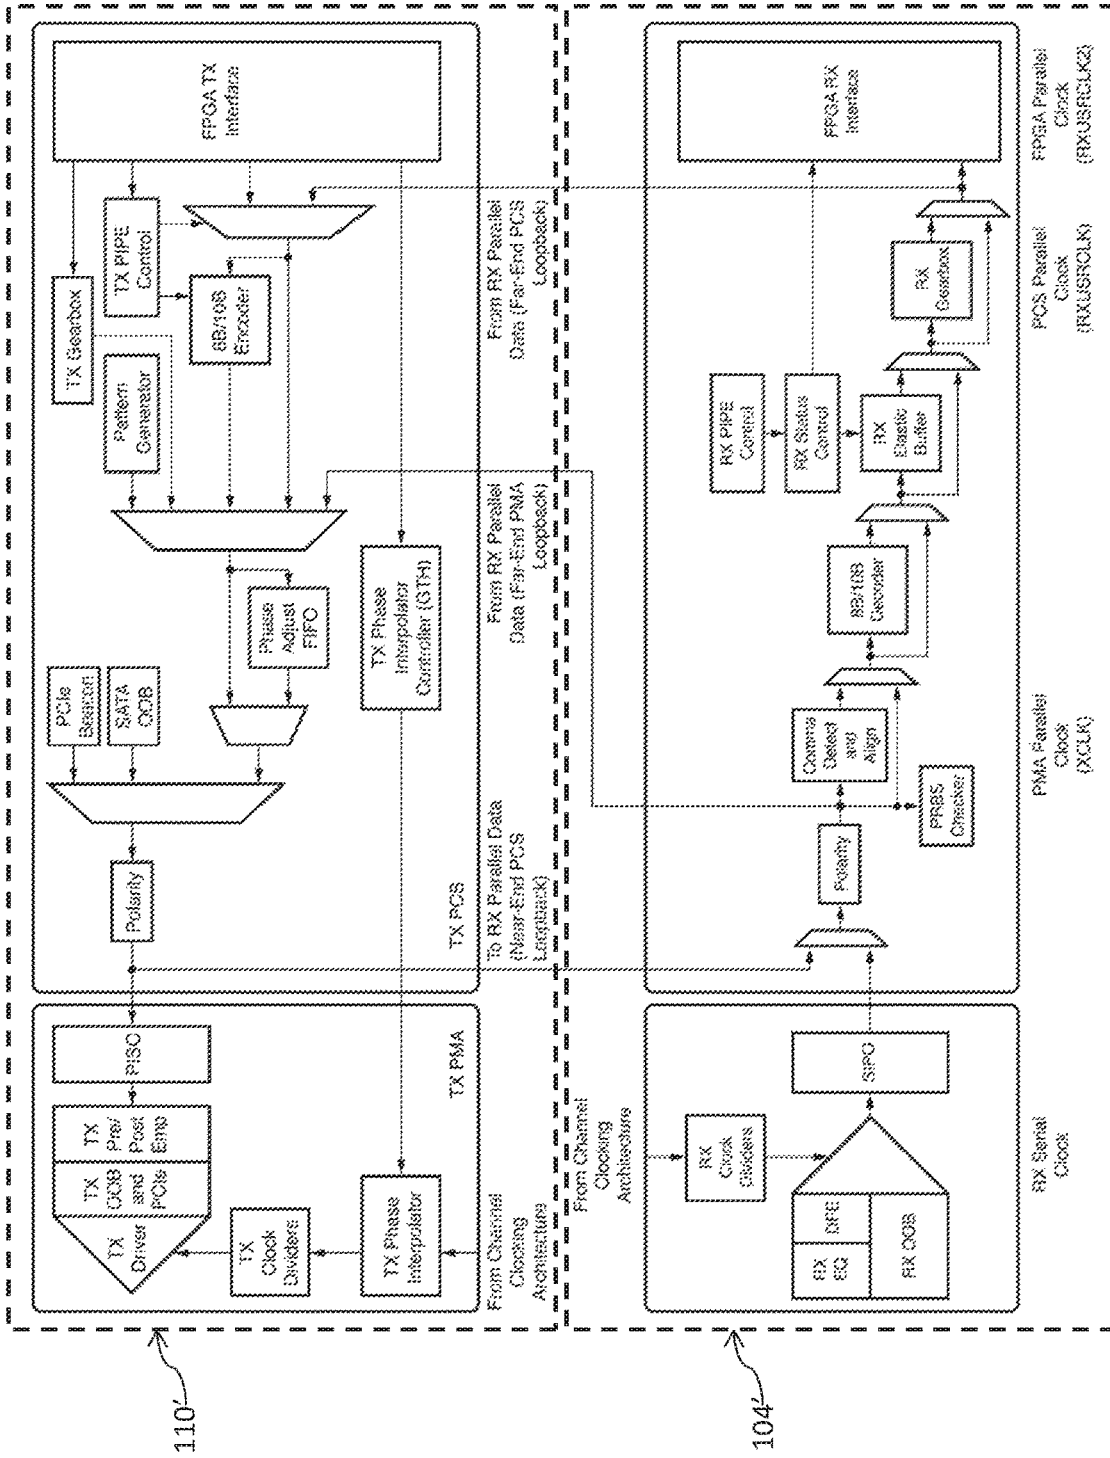 TX
Driver
TX
OOB
and
PCIe
TX
Pre/
Post
Emp
PISO
TX
Clock
Dividers
TX Phase
Interpolator
TX PMA
From Channel
Clocking
Architecture
Polarity
PCIe
Beacon
SATA
OOB
Phase
Adjust
FIFO
TX Phase
Interpolator
Controller (GTH)
Pattern
Generator
TX Gearbox
TX PIPE
Control
8B/10B
Encoder
FPGA TX
Interface
TX PCS
To RX Parallel Data
(Near-End PCS
Loopback)
From RX Parallel
Data (Far-End PMA
Loopback)
From RX Parallel
Data (Far-End PCS
Loopback)
110'
From Channel
Clocking
Architecture
RX
Clock
Dividers
RX
EQ
DFE
RX OOB
SIPO
Polarity
Comma
Detect
and
Align
PRBS
Checker
8B/10B
Decoder
RX PIPE
Control
RX Status
Control
RX
Elastic
Buffer
RX
Gearbox
FPGA RX
Interface
RX Serial
Clock
PMA Parallel
Clock
(XCLK)
PCS Parallel
Clock
(RXUSRCLK)
FPGA Parallel
Clock
(RXUSRCLK2)
104'